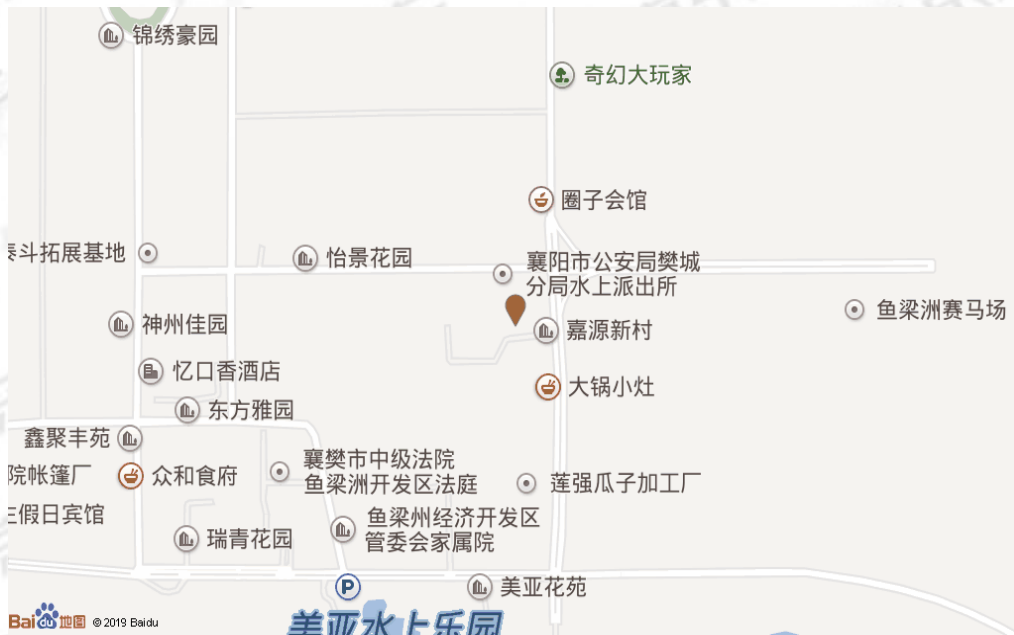 锦绣豪园
奇幻大玩家
圈子会馆
泰斗拓展基地
怡景花园
襄阳市公安局樊城
分局水上派出所
鱼梁洲赛马场
神州佳园
嘉源新村
忆口香酒店
大锅小灶
东方雅园
鑫聚丰苑
院帐篷厂
众和食府
襄樊市中级法院
鱼梁洲开发区法庭
莲强瓜子加工厂
假日宾馆
鱼梁州经济开发区
管委会家属院
瑞青花园
P
美亚花苑
美亚水上乐园
Bai du 地图 © 2019 Baidu